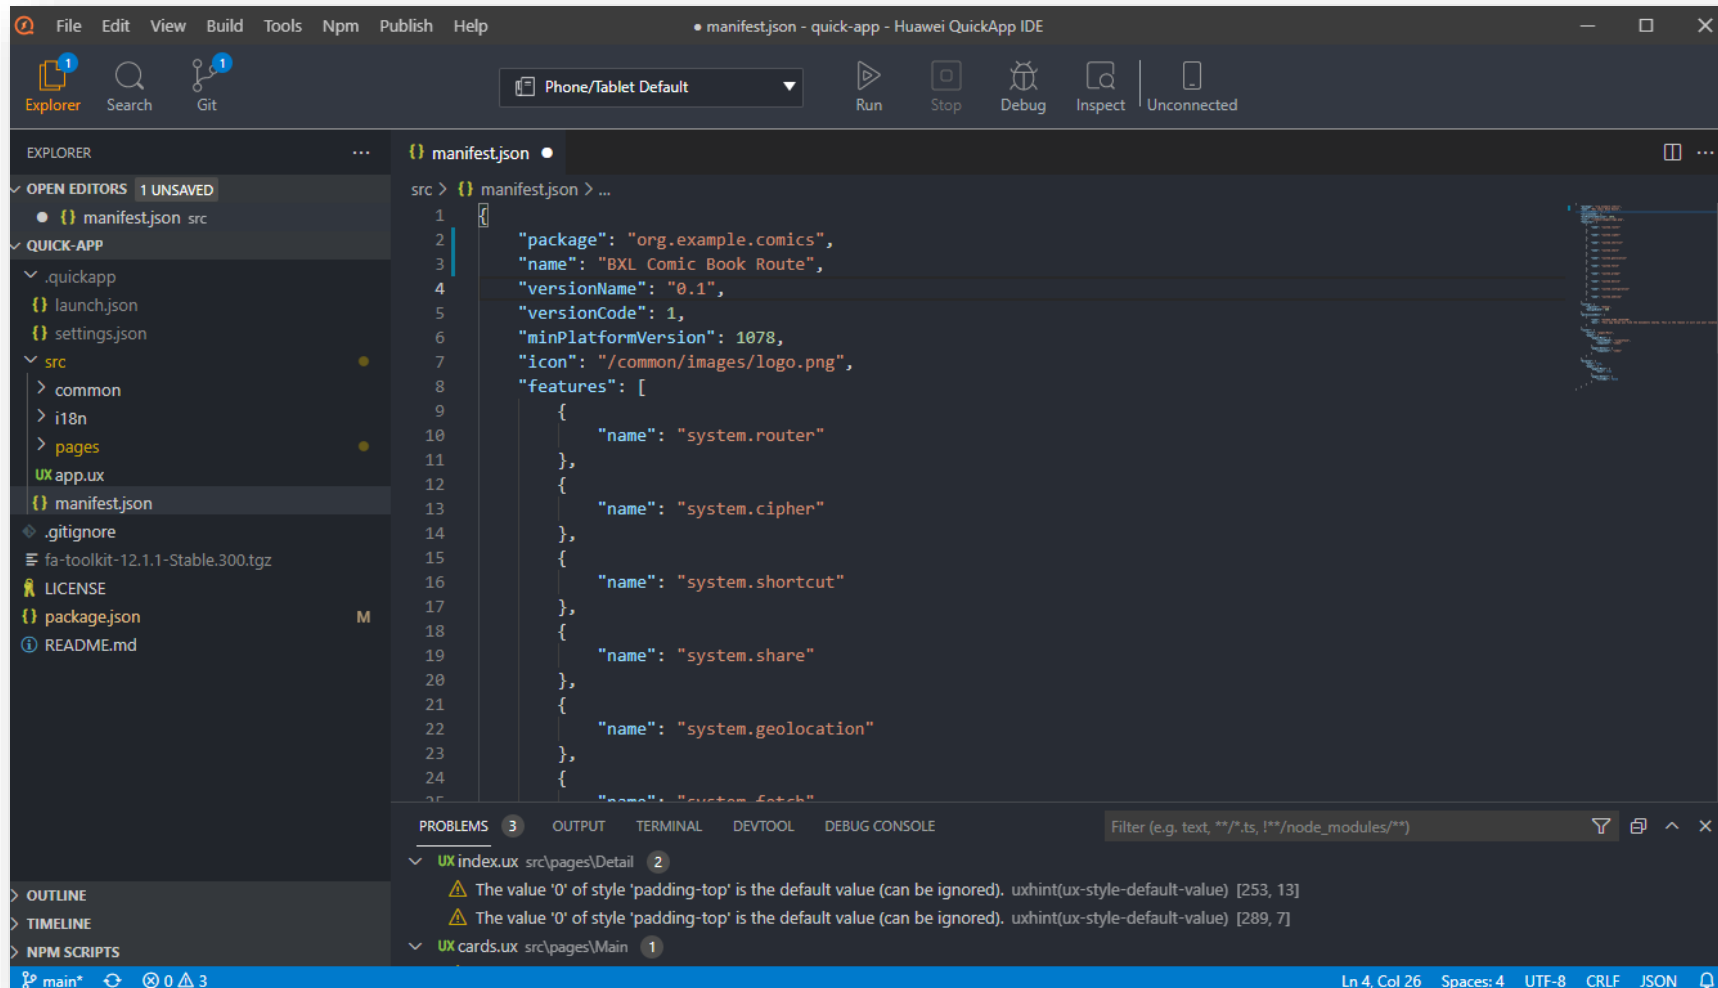 File Edit View Build Tools Npm Publish Help
● manifest.json - quick-app - Huawei QuickApp IDE
1
1
Explorer Search Git
Phone/Tablet Default
Run Stop Debug Inspect Unconnected
EXPLORER
OPEN EDITORS 1 UNSAVED
{} manifest.json src
QUICK-APP
.quickapp
{} launch.json
{} settings.json
src
common
i18n
pages
UX app.ux
{} manifest.json
.gitignore
fa-toolkit-12.1.1-Stable.300.tgz
LICENSE
{} package.json M
README.md
OUTLINE
TIMELINE
NPM SCRIPTS
{} manifest.json ●
src > {} manifest.json > ...
1 {
2 "package": "org.example.comics",
3 "name": "BXL Comic Book Route",
4 "versionName": "0.1",
5 "versionCode": 1,
6 "minPlatformVersion": 1078,
7 "icon": "/common/images/logo.png",
8 "features": [
9 {
10 "name": "system.router"
11 },
12 {
13 "name": "system.cipher"
14 },
15 {
16 "name": "system.shortcut"
17 },
18 {
19 "name": "system.share"
20 },
21 {
22 "name": "system.geolocation"
23 },
24 {
25 "name": "system.fetch"
PROBLEMS 3 OUTPUT TERMINAL DEVTOOL DEBUG CONSOLE
Filter (e.g. text, **/*.ts, !**/node_modules/**)
UX index.ux src\pages\Detail 2
The value '0' of style 'padding-top' is the default value (can be ignored). uxhint(ux-style-default-value) [253, 13]
The value '0' of style 'padding-top' is the default value (can be ignored). uxhint(ux-style-default-value) [289, 7]
UX cards.ux src\pages\Main 1
main* 0 3
Ln 4, Col 26 Spaces: 4 UTF-8 CRLF JSON